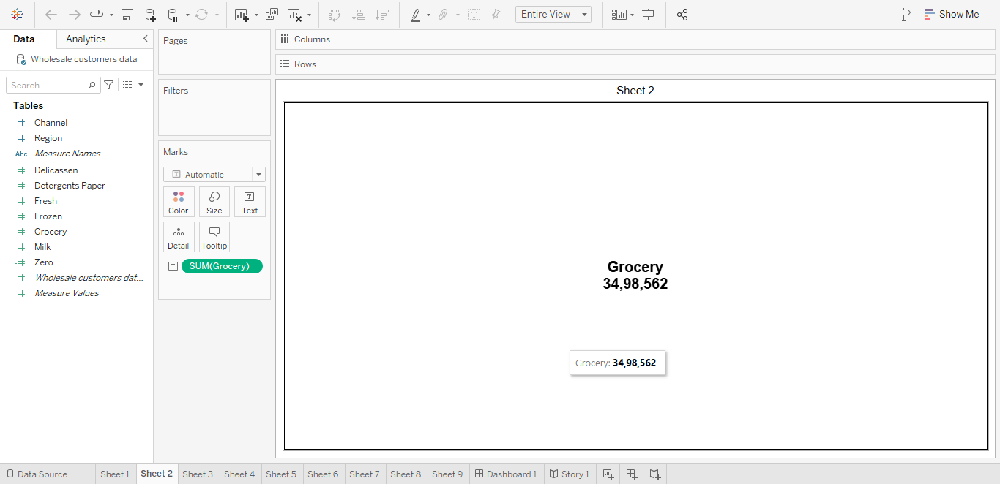 Entire View
Show Me
Data
Analytics
Wholesale customers data
Search
Tables
Channel
Region
Abc Measure Names
Delicassen
Detergents Paper
Fresh
Frozen
Grocery
Milk
Zero
Wholesale customers dat...
Measure Values
Pages
Filters
Marks
Automatic
Color
Size
Text
Detail
Tooltip
SUM(Grocery)
Columns
Rows
Sheet 2
Grocery
34,98,562
Grocery: 34,98,562
Data Source
Sheet 1
Sheet 2
Sheet 3
Sheet 4
Sheet 5
Sheet 6
Sheet 7
Sheet 8
Sheet 9
Dashboard 1
Story 1